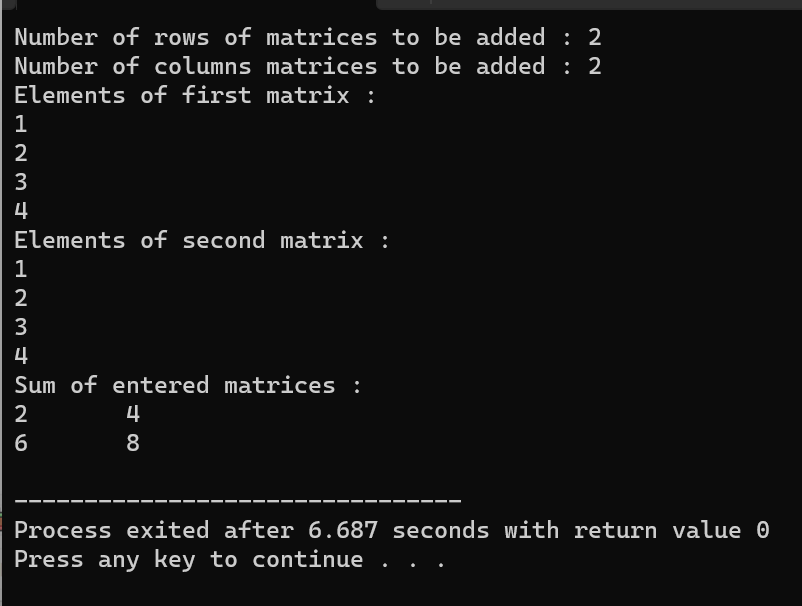 Number of rows of matrices to be added : 2
Number of columns matrices to be added : 2
Elements of first matrix :
1
2
3
4
Elements of second matrix :
1
2
3
4
Sum of entered matrices :
2	4
6	8
--------------------------------
Process exited after 6.687 seconds with return value 0
Press any key to continue . . .